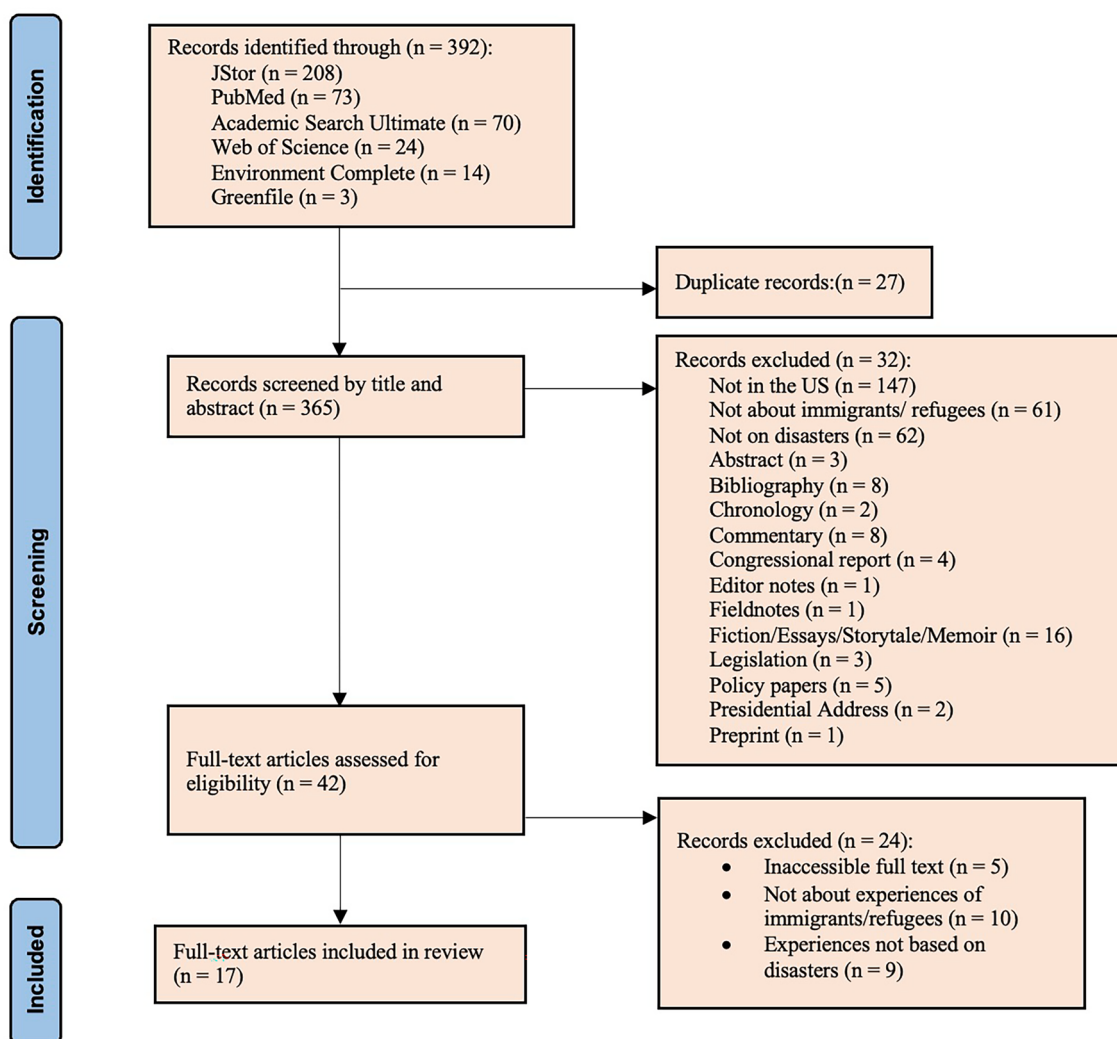 Identification
Records identified through (n = 392):
JStor (n = 208)
PubMed (n = 73)
Academic Search Ultimate (n = 70)
Web of Science (n = 24)
Environment Complete (n = 14)
Greenfile (n = 3)
Duplicate records:(n = 27)
Screening
Records screened by title and
abstract (n = 365)
Records excluded (n = 32):
Not in the US (n = 147)
Not about immigrants/ refugees (n = 61)
Not on disasters (n = 62)
Abstract (n = 3)
Bibliography (n = 8)
Chronology (n = 2)
Commentary (n = 8)
Congressional report (n = 4)
Editor notes (n = 1)
Fieldnotes (n = 1)
Fiction/Essays/Storytale/Memoir (n = 16)
Legislation (n = 3)
Policy papers (n = 5)
Presidential Address (n = 2)
Preprint (n = 1)
Full-text articles assessed for
eligibility (n = 42)
Records excluded (n = 24):
• Inaccessible full text (n = 5)
• Not about experiences of
immigrants/refugees (n = 10)
• Experiences not based on
disasters (n = 9)
Included
Full-text articles included in review
(n = 17)